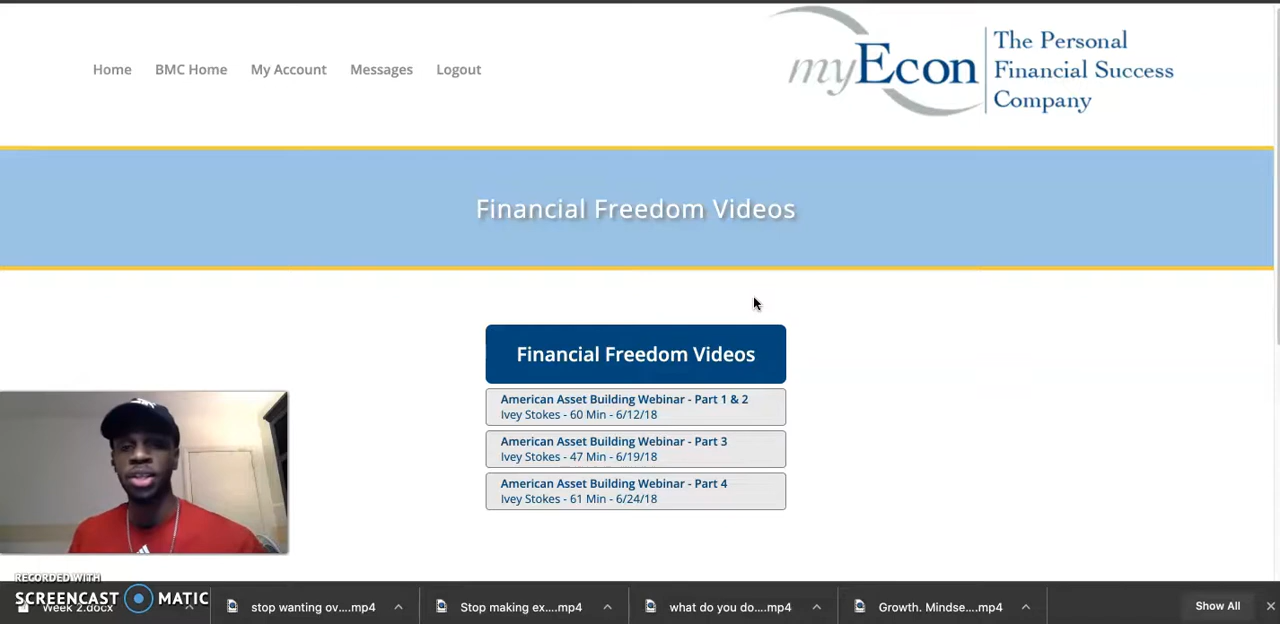 Home BMC Home My Account Messages Logout
myEcon
The Personal
Financial Success
Company
Financial Freedom Videos
Financial Freedom Videos
American Asset Building Webinar - Part 1 & 2
Ivey Stokes - 60 Min - 6/12/18
American Asset Building Webinar - Part 3
Ivey Stokes - 47 Min - 6/19/18
American Asset Building Webinar - Part 4
Ivey Stokes - 61 Min - 6/24/18
RECORDED WITH
SCREENCAST MATIC
Week 2.docx stop wanting ov....mp4 Stop making ex....mp4 what do you do....mp4 Growth. Mindse....mp4 Show All